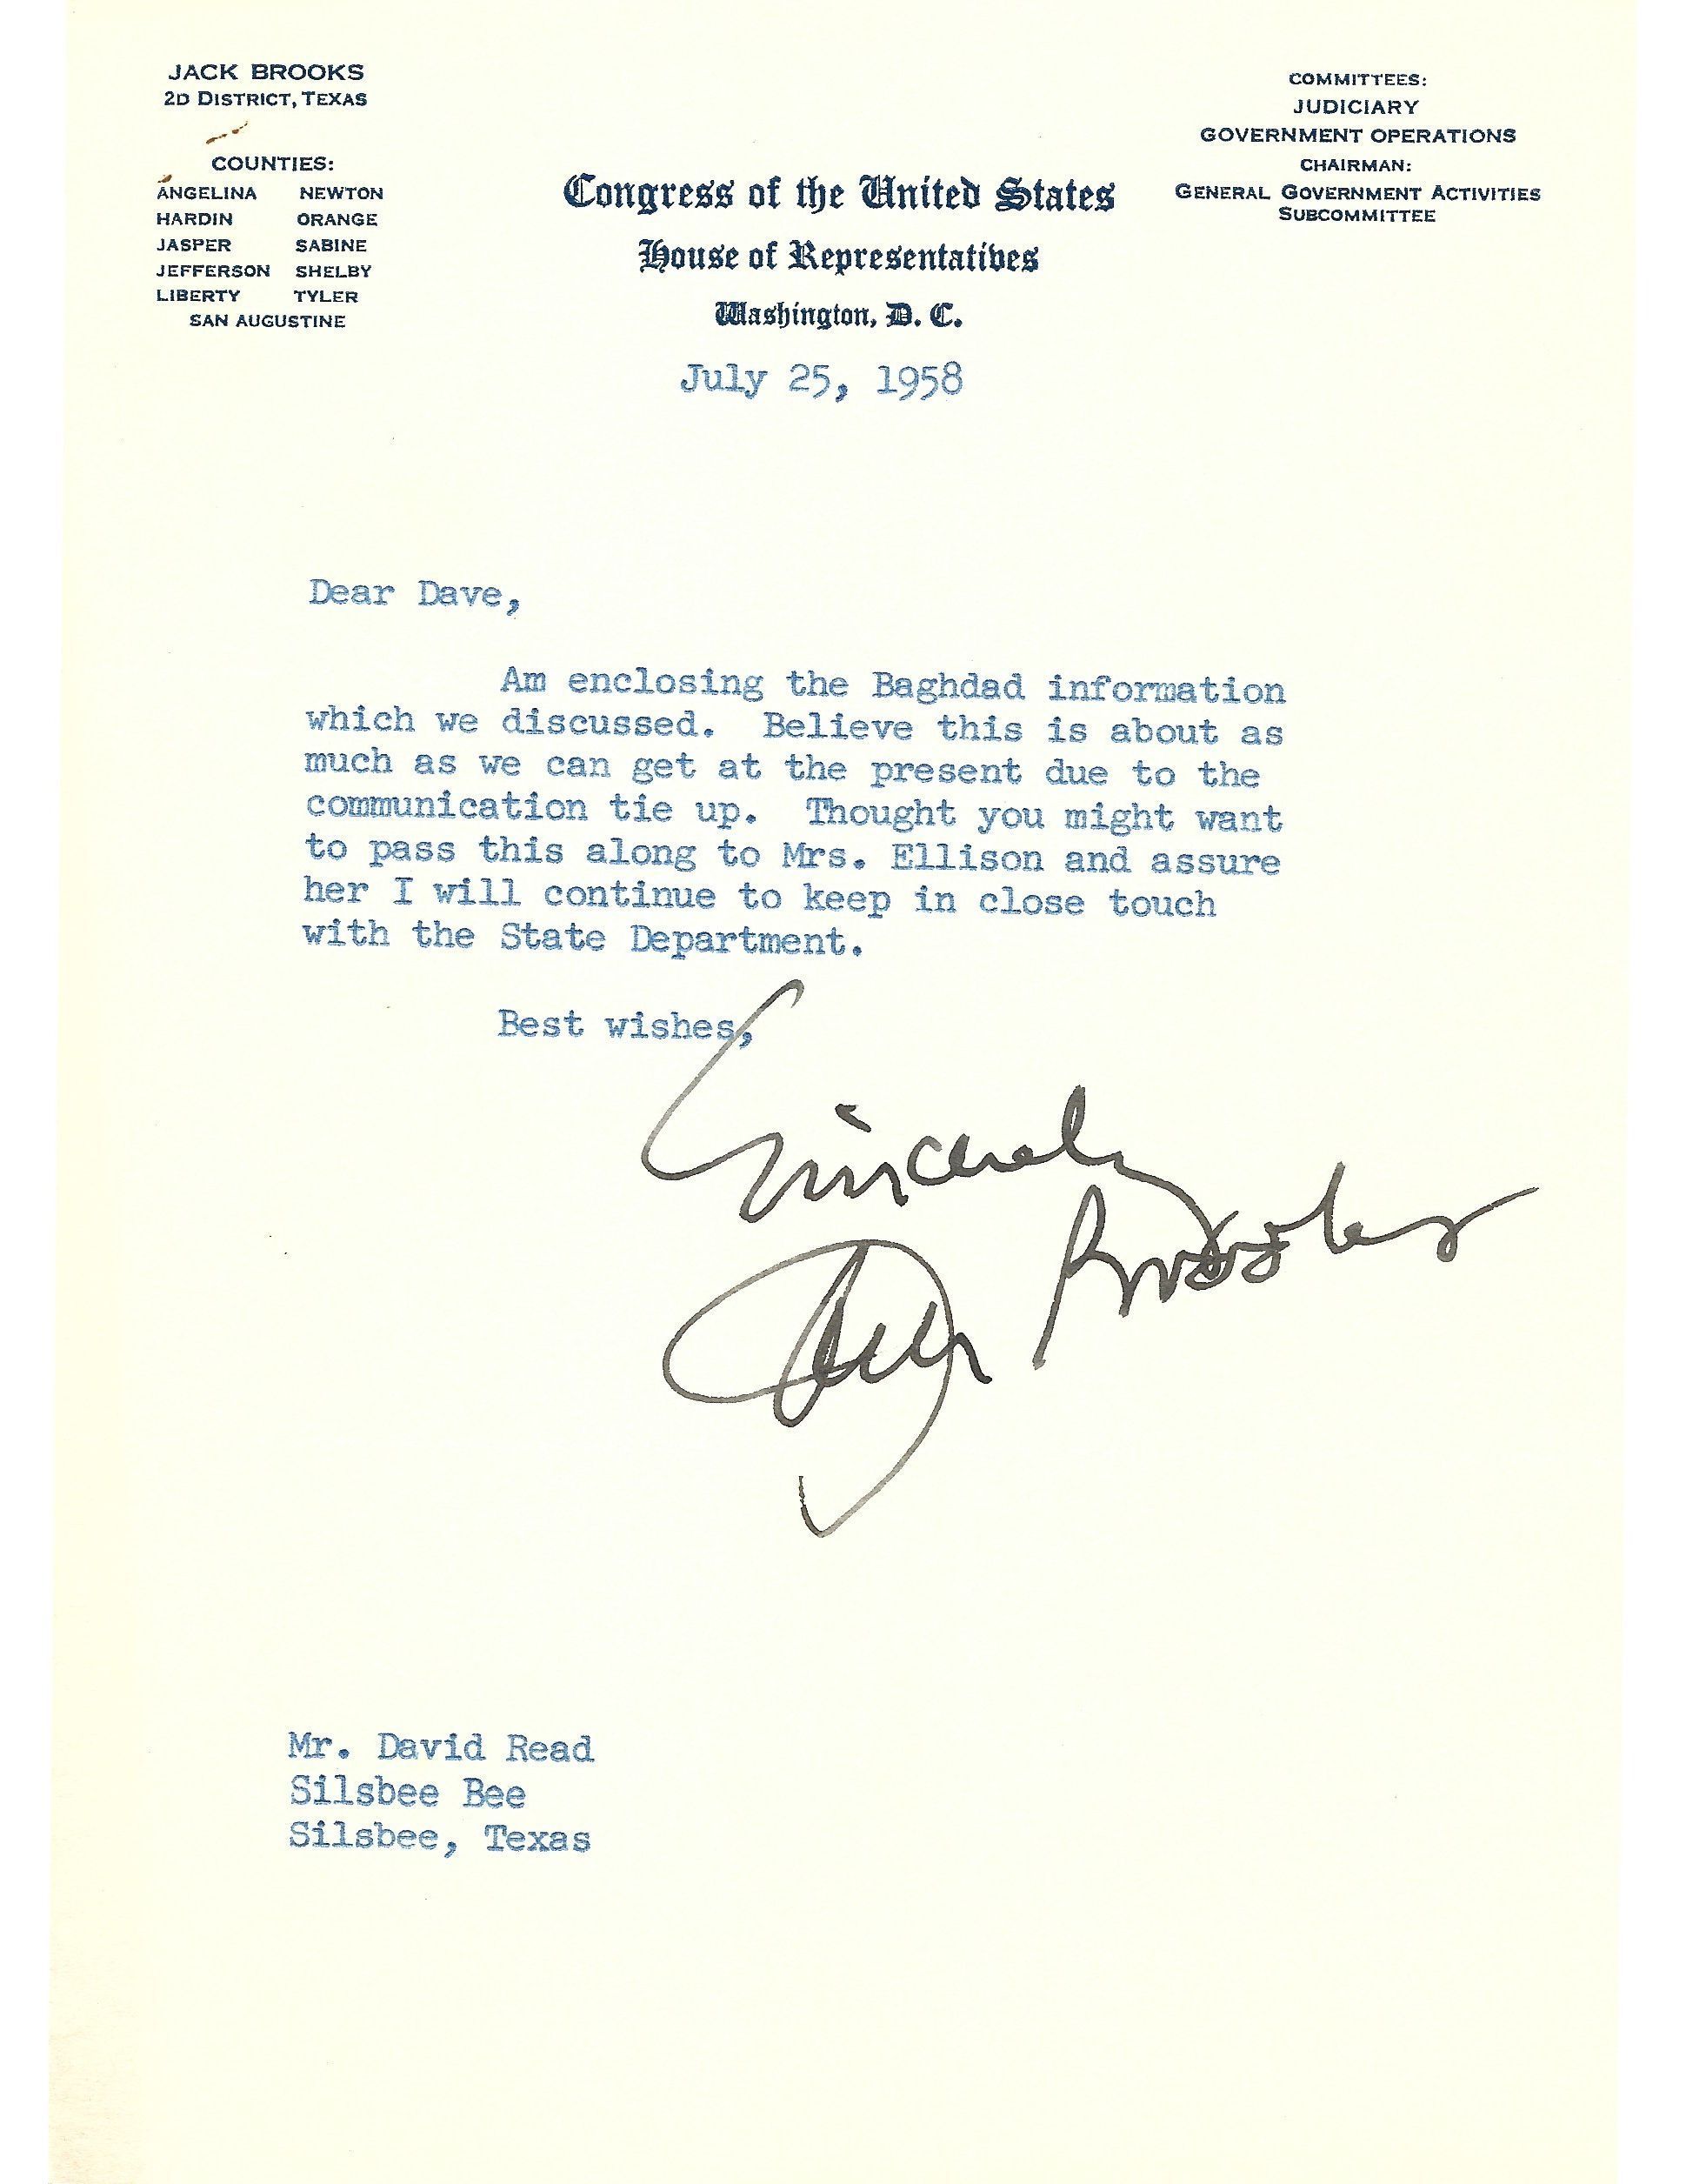 JACK BROOKS
2D DISTRICT, TEXAS
COUNTIES:
ANGELINA NEWTON
HARDIN ORANGE
JASPER SABINE
JEFFERSON SHELBY
LIBERTY TYLER
SAN AUGUSTINE
COMMITTEES:
JUDICIARY
GOVERNMENT OPERATIONS
CHAIRMAN:
GENERAL GOVERNMENT ACTIVITIES
SUBCOMMITTEE
Congress of the United States
House of Representatives
Washington, D. C.
July 25, 1958
Dear Dave,
Am enclosing the Baghdad information
which we discussed. Believe this is about as
much as we can get at the present due to the
communication tie up. Thought you might want
to pass this along to Mrs. Ellison and assure
her I will continue to keep in close touch
with the State Department.
Best wishes,
Sincerely
Jack Brooks
Mr. David Read
Silsbee Bee
Silsbee, Texas